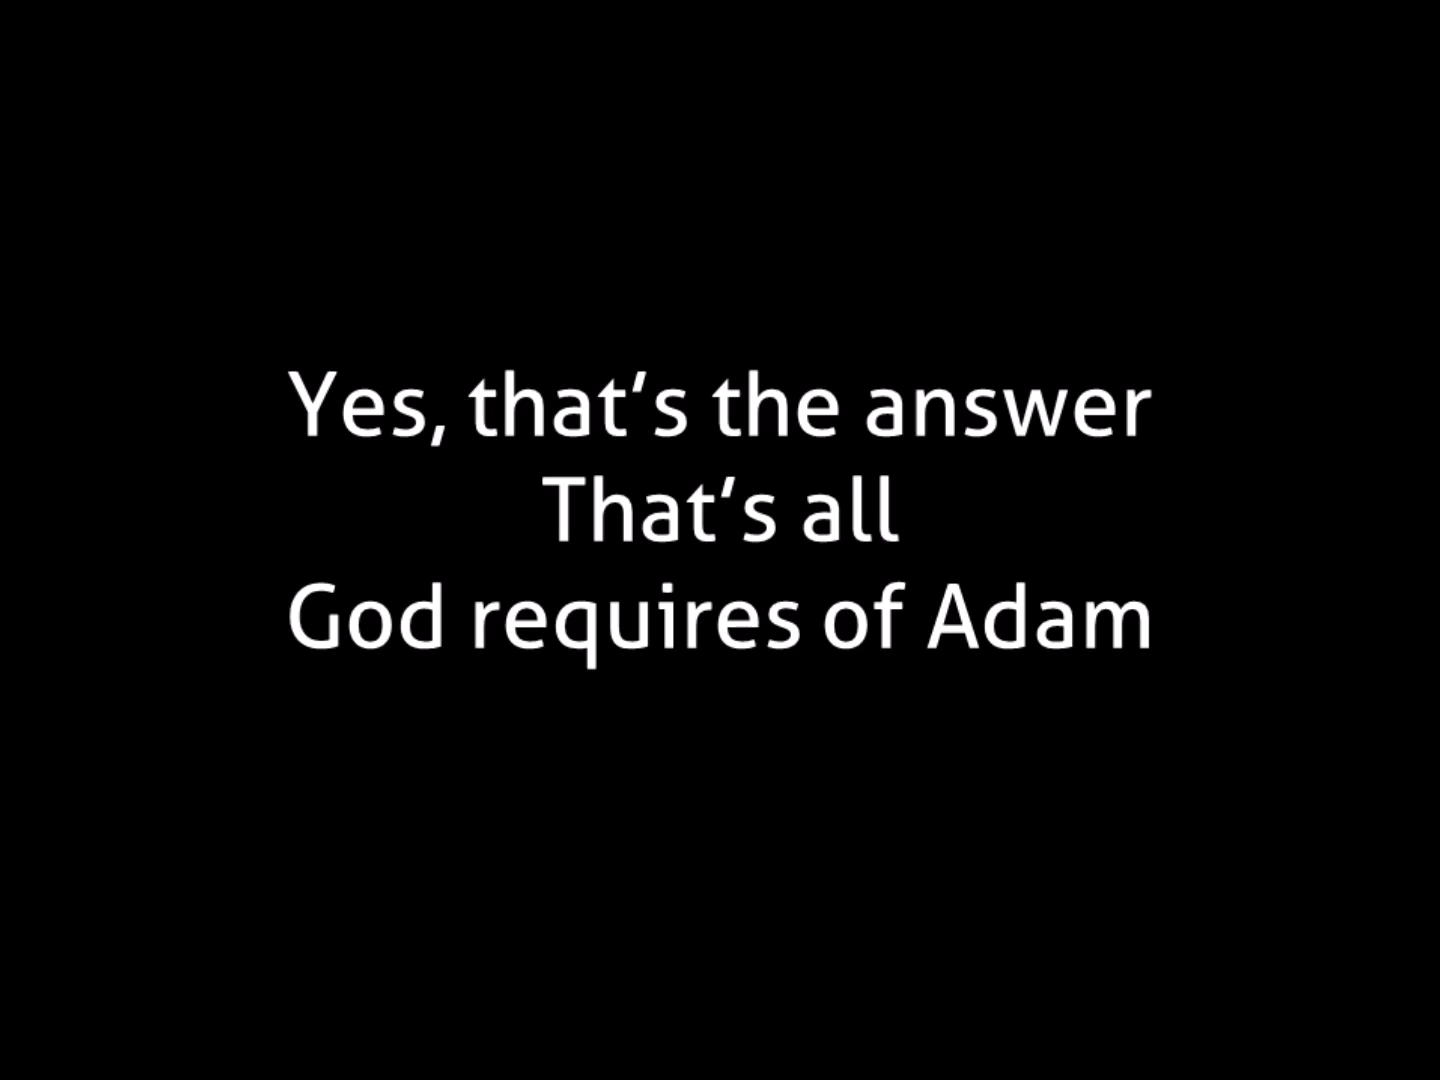 Yes, that‘s the answer
That‘s all
God requires of Adam